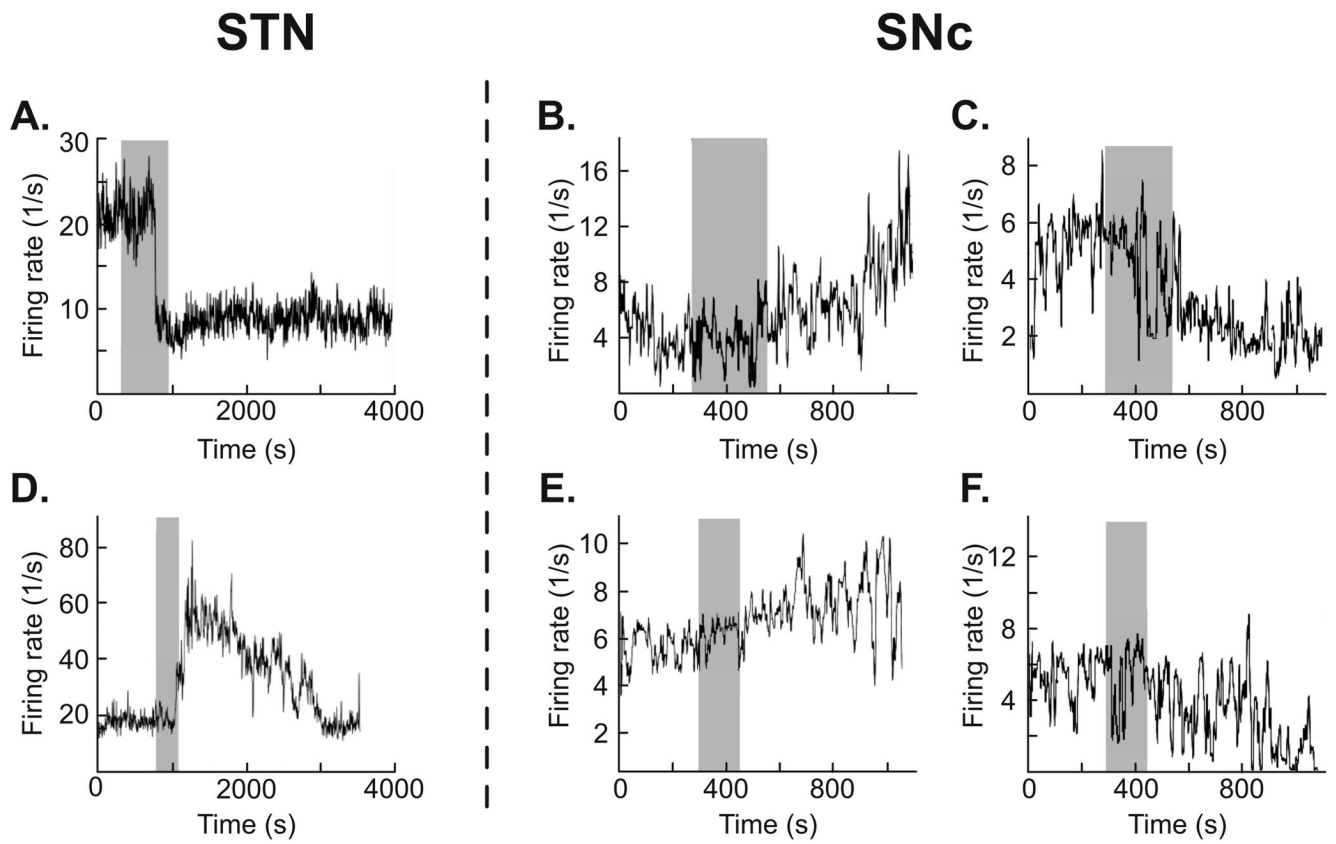 STN
SNc
A.
30
20
10
Firing rate (1/s)
0
2000
4000
Time (s)
B.
16
12
8
4
Firing rate (1/s)
0
400
800
Time (s)
C.
8
6
4
2
Firing rate (1/s)
0
400
800
Time (s)
D.
80
60
40
20
Firing rate (1/s)
0
2000
4000
Time (s)
E.
10
8
6
4
2
Firing rate (1/s)
0
400
800
Time (s)
F.
12
8
4
Firing rate (1/s)
0
400
800
Time (s)